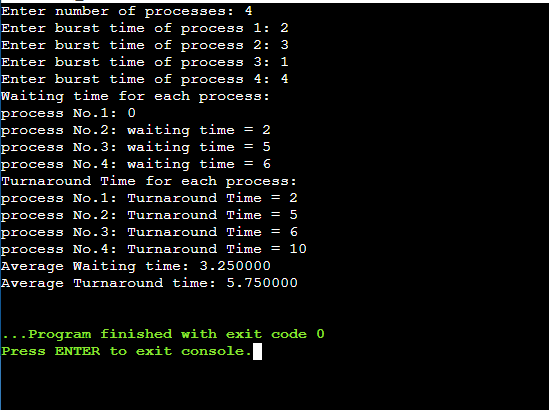 Enter number of processes: 4
Enter burst time of process 1: 2
Enter burst time of process 2: 3
Enter burst time of process 3: 1
Enter burst time of process 4: 4
Waiting time for each process:
process No.1: 0
process No.2: waiting time = 2
process No.3: waiting time = 5
process No.4: waiting time = 6
Turnaround Time for each process:
process No.1: Turnaround Time = 2
process No.2: Turnaround Time = 5
process No.3: Turnaround Time = 6
process No.4: Turnaround Time = 10
Average Waiting time: 3.250000
Average Turnaround time: 5.750000
...Program finished with exit code 0
Press ENTER to exit console.